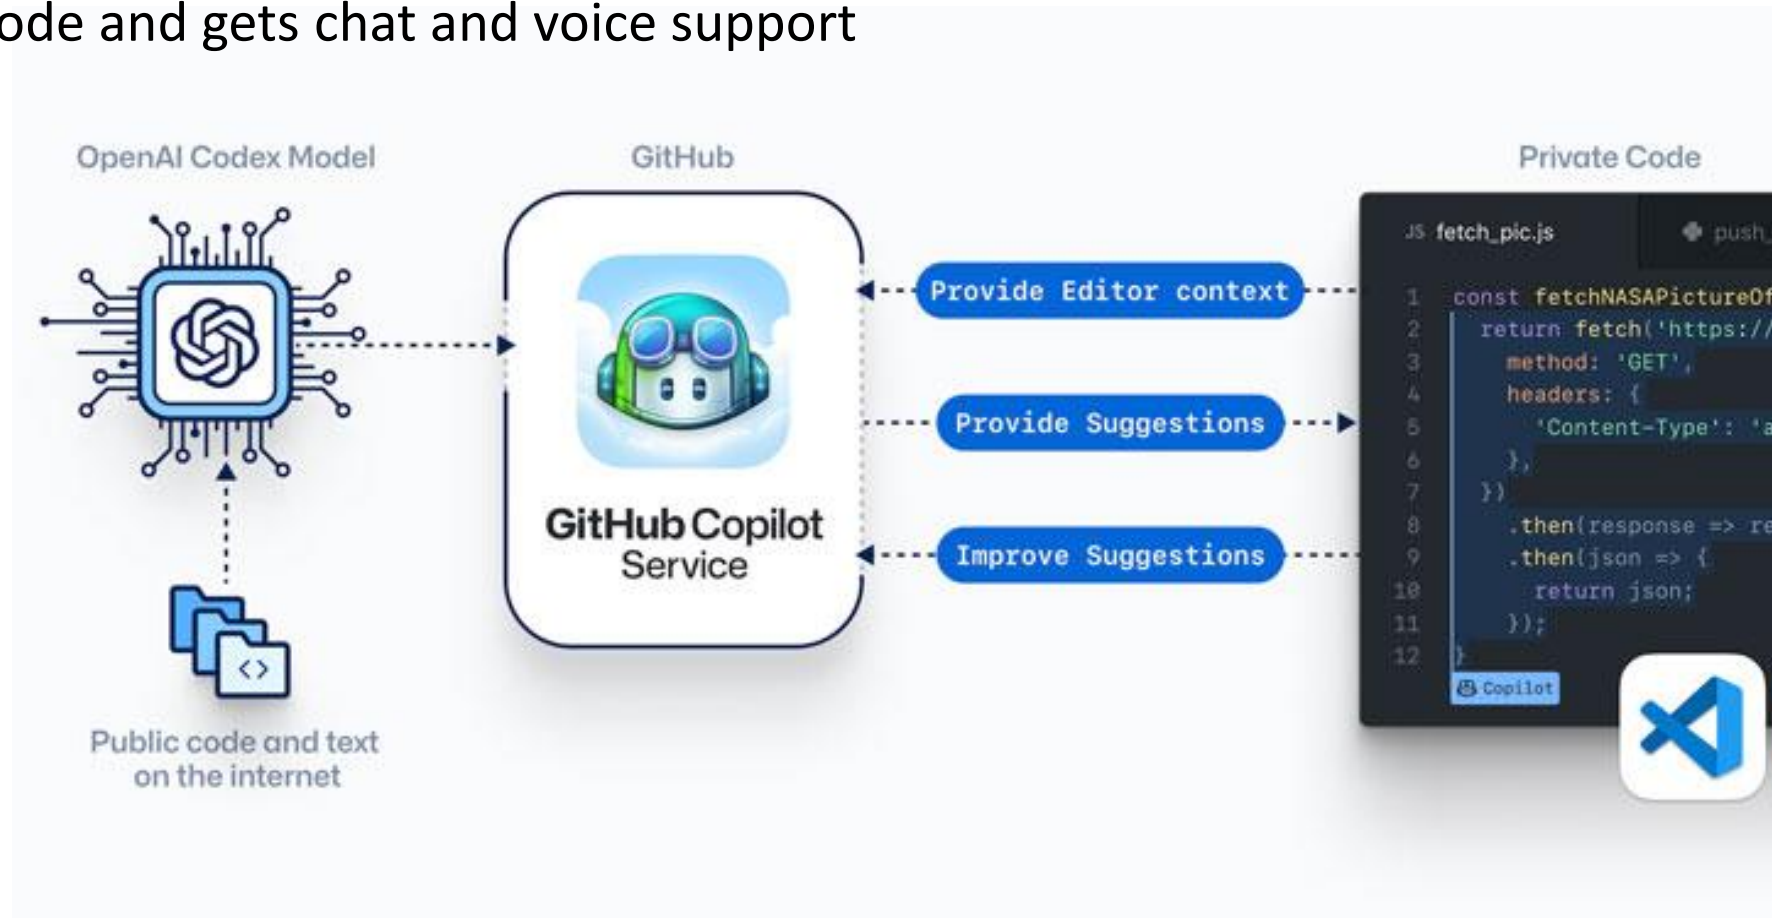 ode and gets chat and voice support
OpenAI Codex Model
GitHub
Private Code
GitHub Copilot
Service
Public code and text
on the internet
Provide Editor context
Provide Suggestions
Improve Suggestions
JS fetch_pic.js
push_
1 const fetchNASAPictureOf
2 return fetch('https://
3 method: 'GET',
4 headers: {
5 'Content-Type': 'a
6 },
7 })
8 .then(response => re
9 .then(json => {
10 return json;
11 });
12 }
Copilot
<>